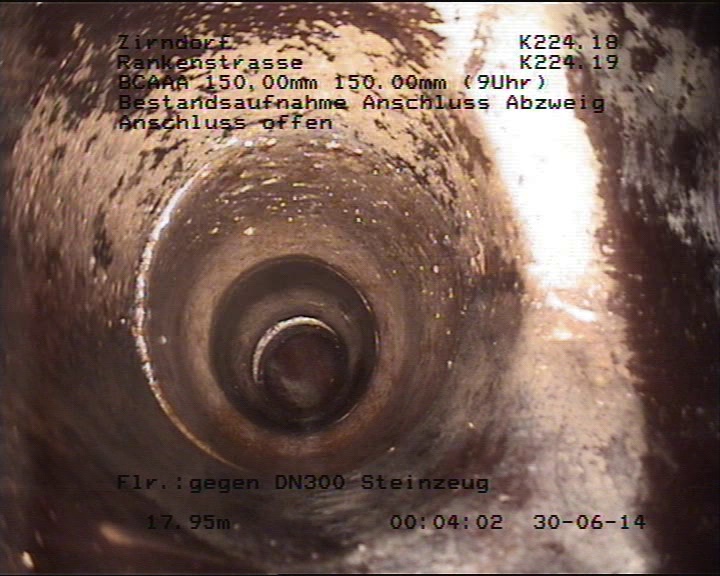 Zirndorf K224.18
Rankenstrasse K224.19
BCAAA 150.00mm 150.00mm (9Uhr)
Bestandsaufnahme Anschluss Abzweig
Anschluss offen
Flr.:gegen DN300 Steinzeug
17.95m 00:04:02 30-06-14